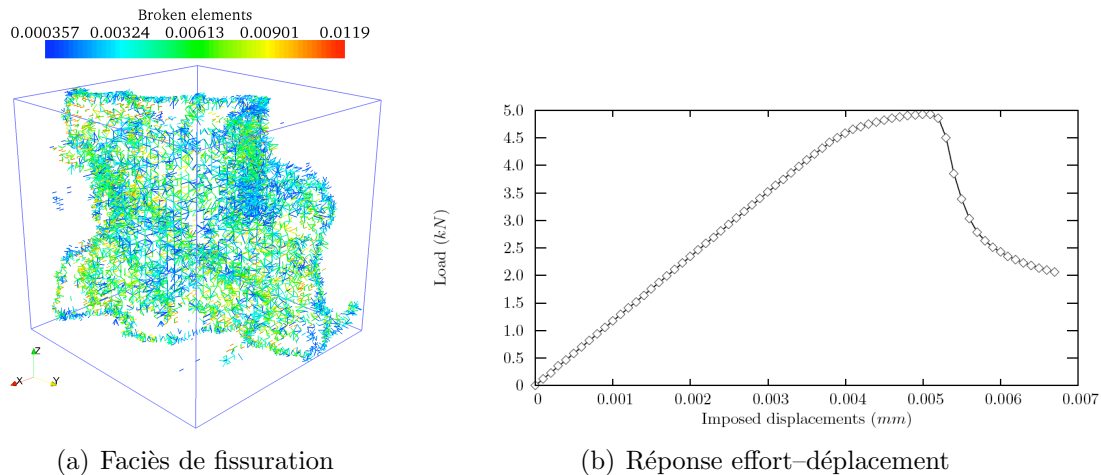 Broken elements
0.000357 0.00324 0.00613 0.00901 0.0119
Z
X Y
(a) Faciès de fissuration
5.0
4.5
4.0
3.5
3.0
2.5
2.0
1.5
1.0
0.5
0
Load (kN)
0 0.001 0.002 0.003 0.004 0.005 0.006 0.007
Imposed displacements (mm)
(b) Réponse effort–déplacement